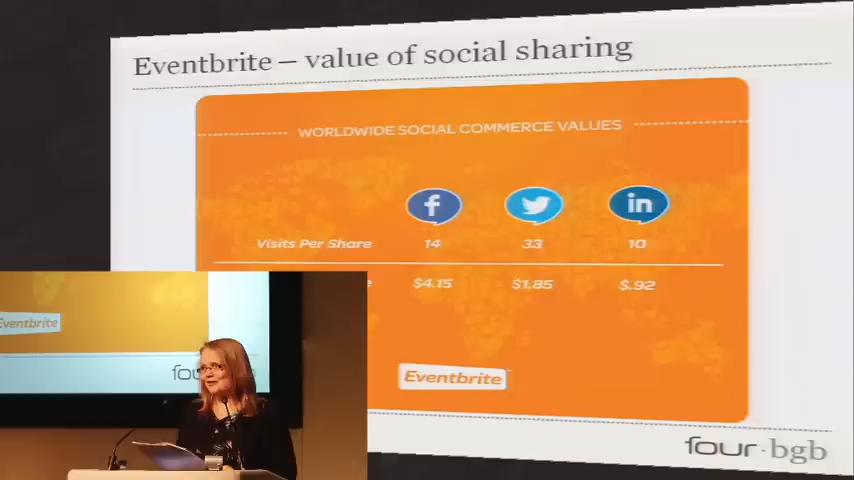 Eventbrite – value of social sharing
WORLDWIDE SOCIAL COMMERCE VALUES
f
in
Visits Per Share 14 33 10
$4.15 $1.85 $.92
Eventbrite
four·bgb
Eventbrite